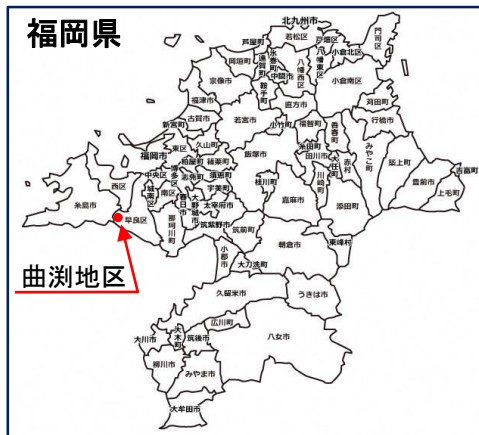 福岡県
北九州市
門司区
芦屋町
若松区
戸畑区
小倉北区
水巻町
八幡東区
岡垣町
遠賀町
中間市
八幡西区
小倉南区
宗像市
鞍手町
苅田町
福津市
直方市
行橋市
古賀市
宮若市
小竹町
福智町
香春町
みやこ町
新宮町
築上町
吉富町
福岡市
東区
久山町
飯塚市
糸田町
田川市
大任町
赤村
豊前市
上毛町
粕屋町
篠栗町
西区
中央区
博多区
志免町
須恵町
桂川町
川崎町
糸島市
城南区
南区
宇美町
嘉麻市
添田町
早良区
春日市
大野城市
太宰府市
那珂川町
筑紫野市
筑前町
朝倉市
東峰村
曲渕地区
小郡市
大刀洗町
久留米市
うきは市
広川町
大木町
大川市
筑後市
八女市
柳川市
みやま市
大牟田市